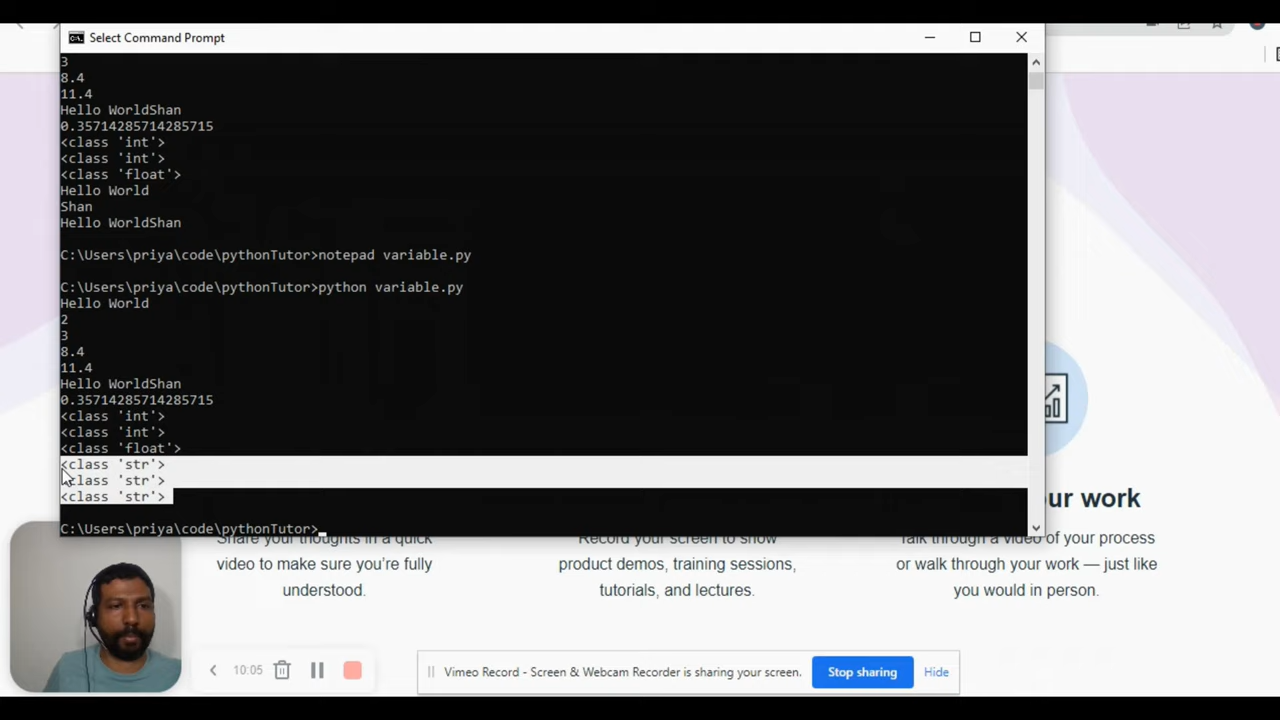 Select Command Prompt
3
8.4
11.4
Hello WorldShan
0.35714285714285715
<class 'int'>
<class 'int'>
<class 'float'>
Hello World
Shan
Hello WorldShan
C:\Users\priya\code\pythonTutor>notepad variable.py
C:\Users\priya\code\pythonTutor>python variable.py
Hello World
2
3
8.4
11.4
Hello WorldShan
0.35714285714285715
<class 'int'>
<class 'int'>
<class 'float'>
<class 'str'>
<class 'str'>
<class 'str'>
C:\Users\priya\code\pythonTutor>
your work
Share your thoughts in a quick
video to make sure you're fully
understood.
Record your screen to show
product demos, training sessions,
tutorials, and lectures.
Talk through a video of your process
or walk through your work — just like
you would in person.
10:05
Vimeo Record - Screen & Webcam Recorder is sharing your screen.
Stop sharing
Hide